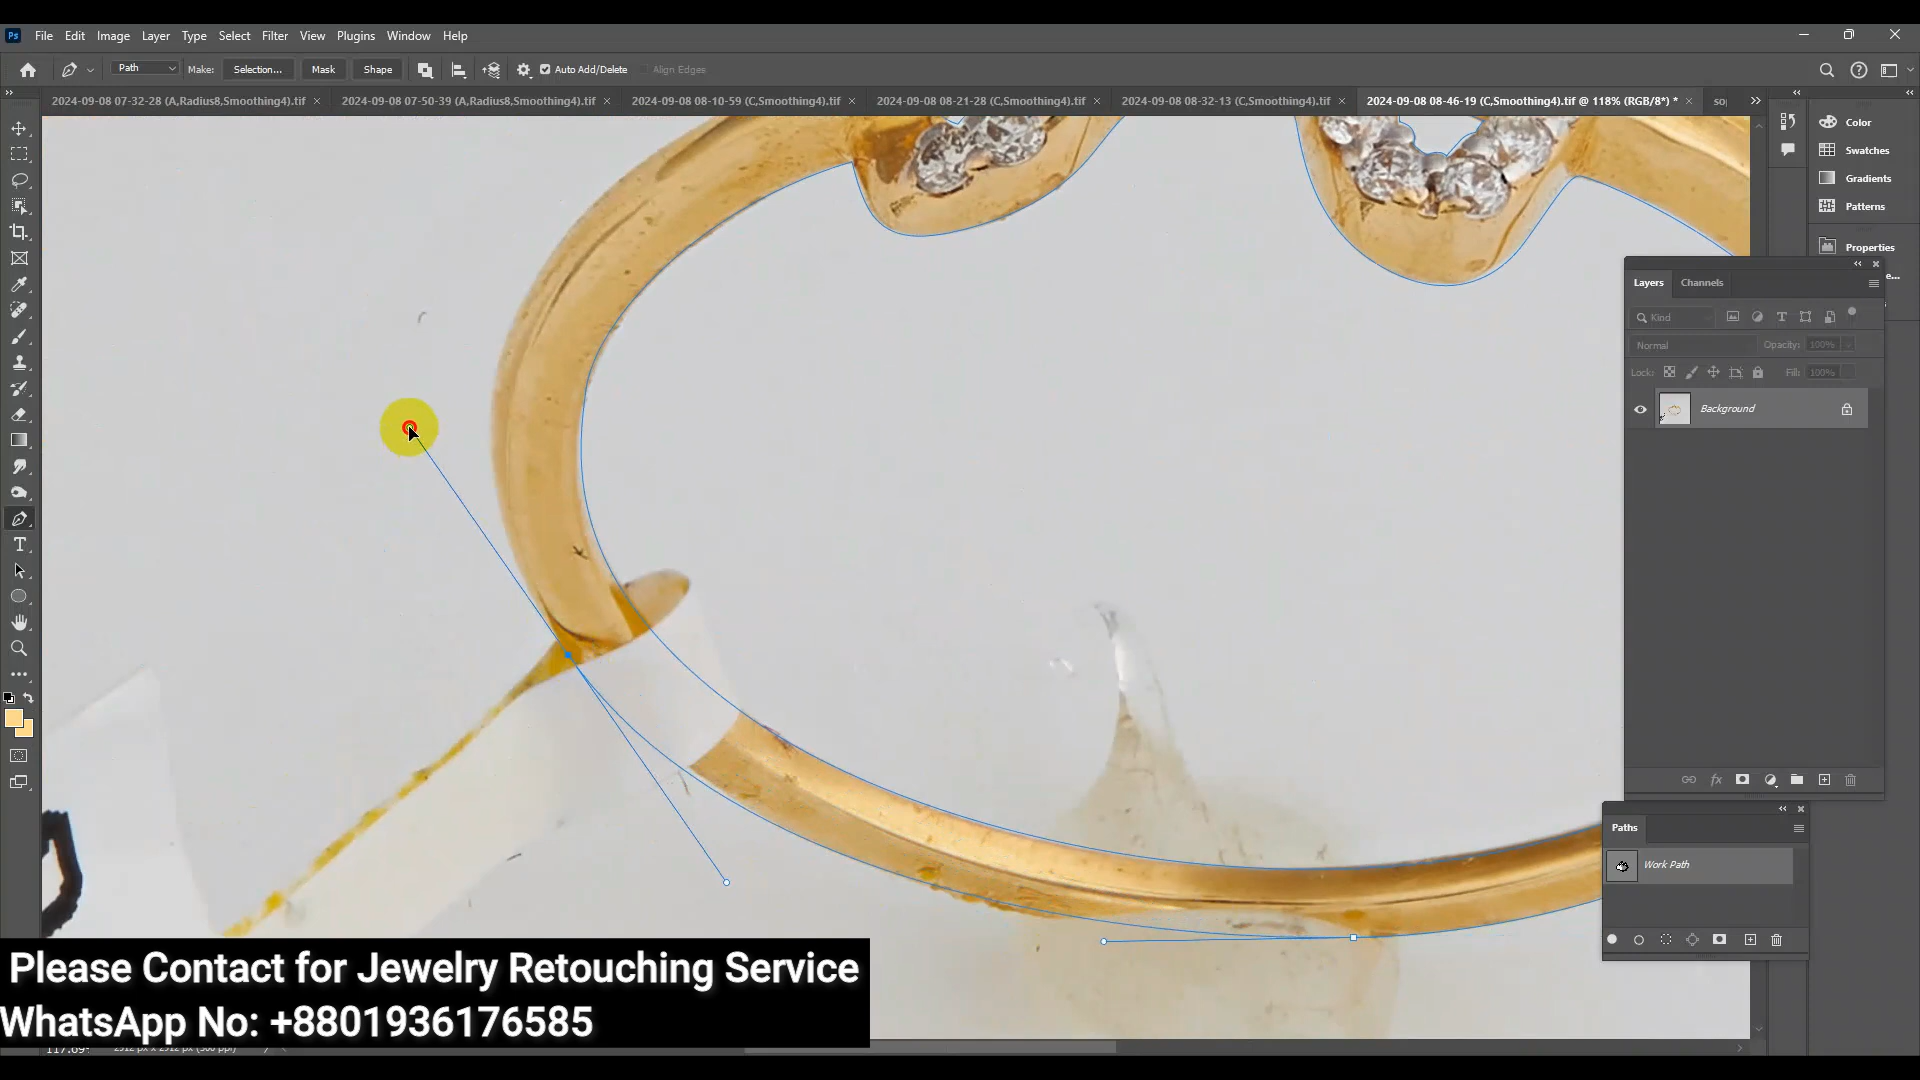 Ps File Edit Image Layer Type Select Filter View Plugins Window Help
Path Make: Selection... Mask Shape Auto Add/Delete Align Edges
2024-09-08 07-32-28 (A,Radius8,Smoothing4).tif 2024-09-08 07-50-39 (A,Radius8,Smoothing4).tif 2024-09-08 08-10-59 (C,Smoothing4).tif 2024-09-08 08-21-28 (C,Smoothing4).tif 2024-09-08 08-32-13 (C,Smoothing4).tif 2024-09-08 08-46-19 (C,Smoothing4).tif @ 118% (RGB/8*) *
Color
Swatches
Gradients
Patterns
Properties
Layers Channels
Kind
Normal Opacity: 100%
Lock: Fill: 100%
Background
fx
Paths
Work Path
Please Contact for Jewelry Retouching Service
WhatsApp No: +8801936176585